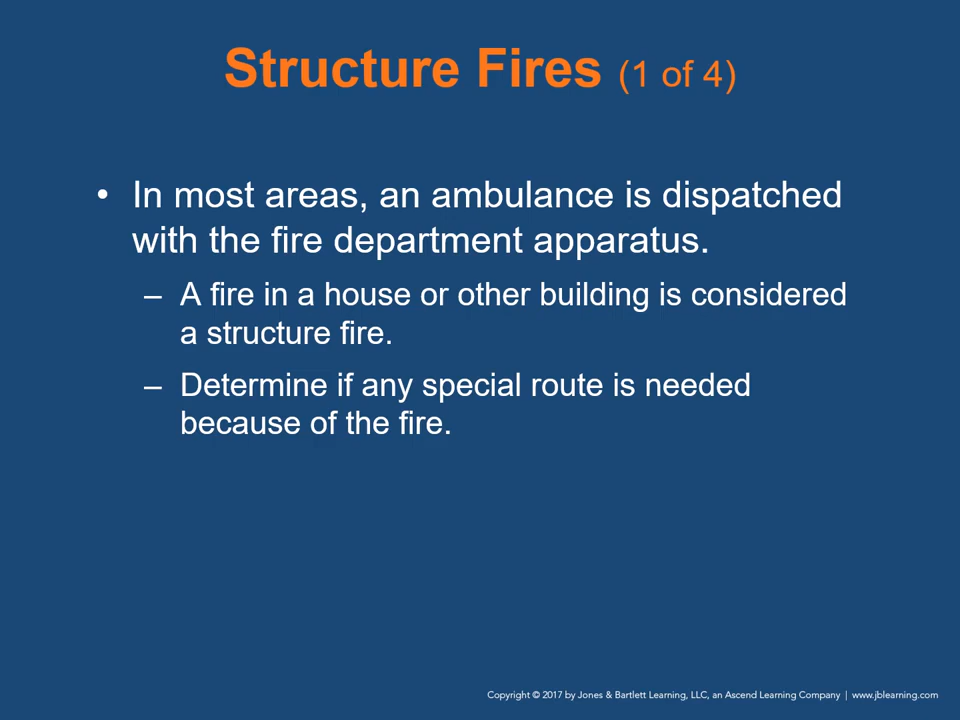 Structure Fires (1 of 4)
• In most areas, an ambulance is dispatched
with the fire department apparatus.
– A fire in a house or other building is considered
a structure fire.
– Determine if any special route is needed
because of the fire.
Copyright © 2017 by Jones & Bartlett Learning, LLC, an Ascend Learning Company | www.jblearning.com